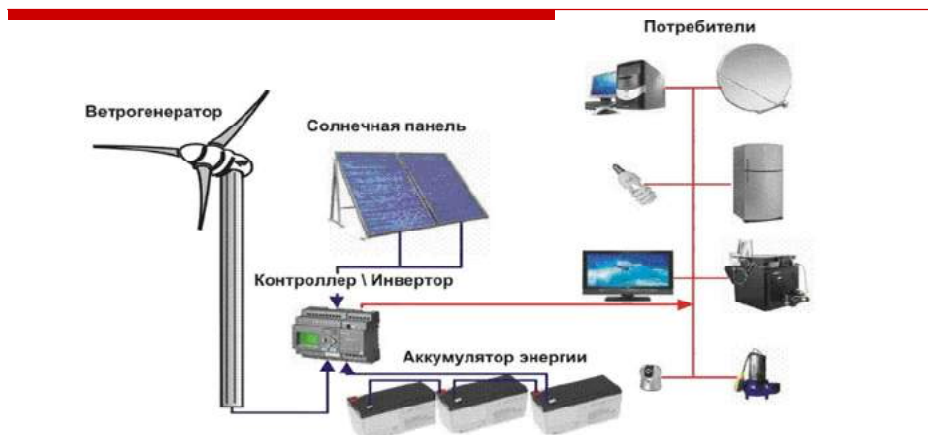 Потребители
Ветрогенератор
Солнечная панель
Контроллер \ Инвертор
Аккумулятор энергии